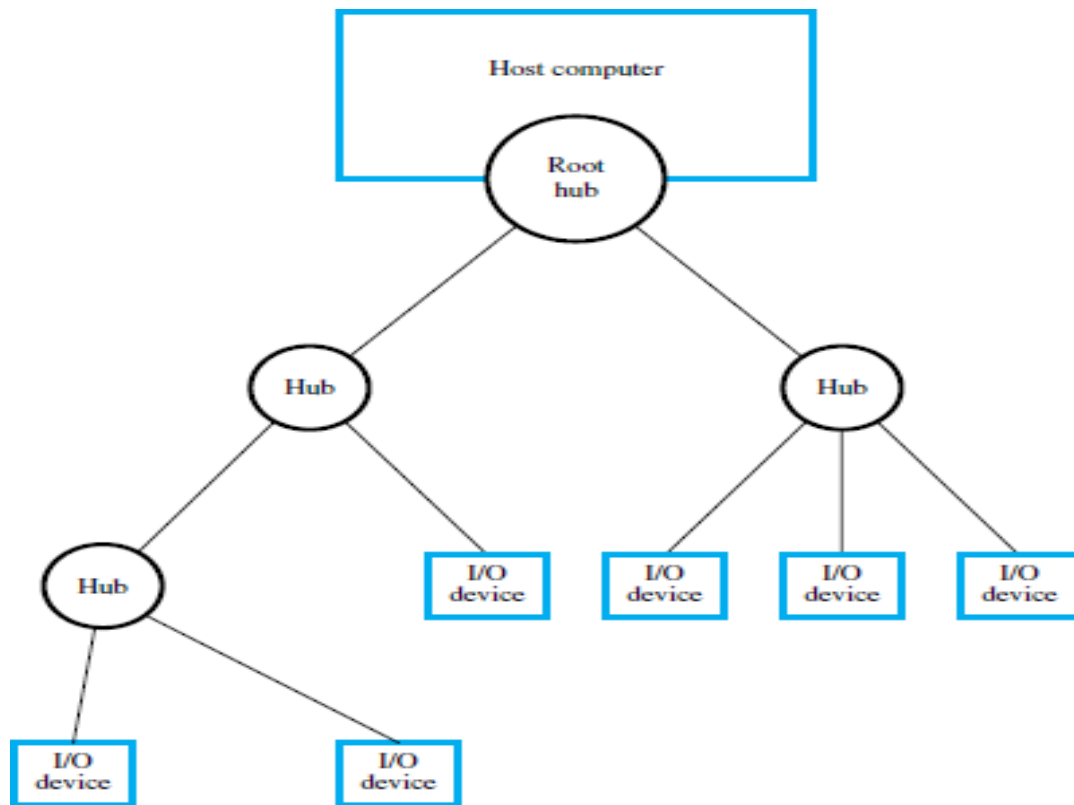 Host computer
Root
hub
Hub
Hub
Hub
I/O
device
I/O
device
I/O
device
I/O
device
I/O
device
I/O
device